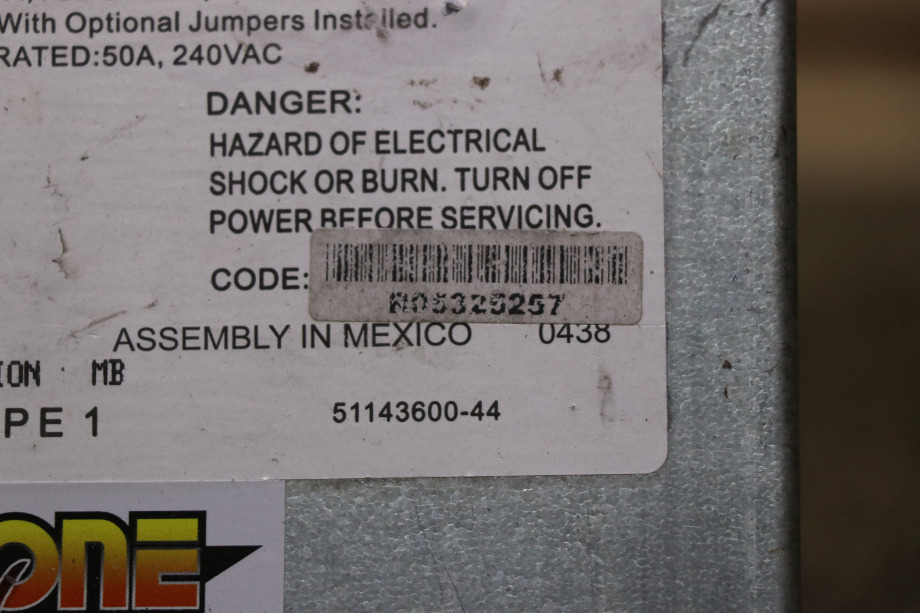 With Optional Jumpers Installed.
RATED:50A, 240VAC
DANGER:
HAZARD OF ELECTRICAL
SHOCK OR BURN. TURN OFF
POWER BEFORE SERVICING.
CODE:
N05325257
ASSEMBLY IN MEXICO 0438
ION MB
PE 1
51143600-44
ONE